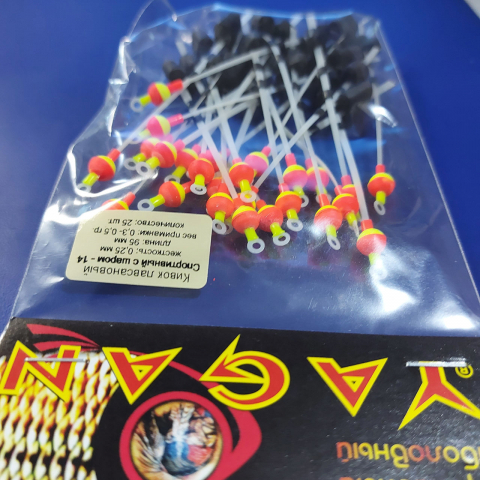 Кивок лавсановый
Спортивный с шаром - 14
жесткость: 0,25 мм
длина: 95 мм
вес приманки: 0,3-0,5 гр
количество: 25 шт
YAGAN®